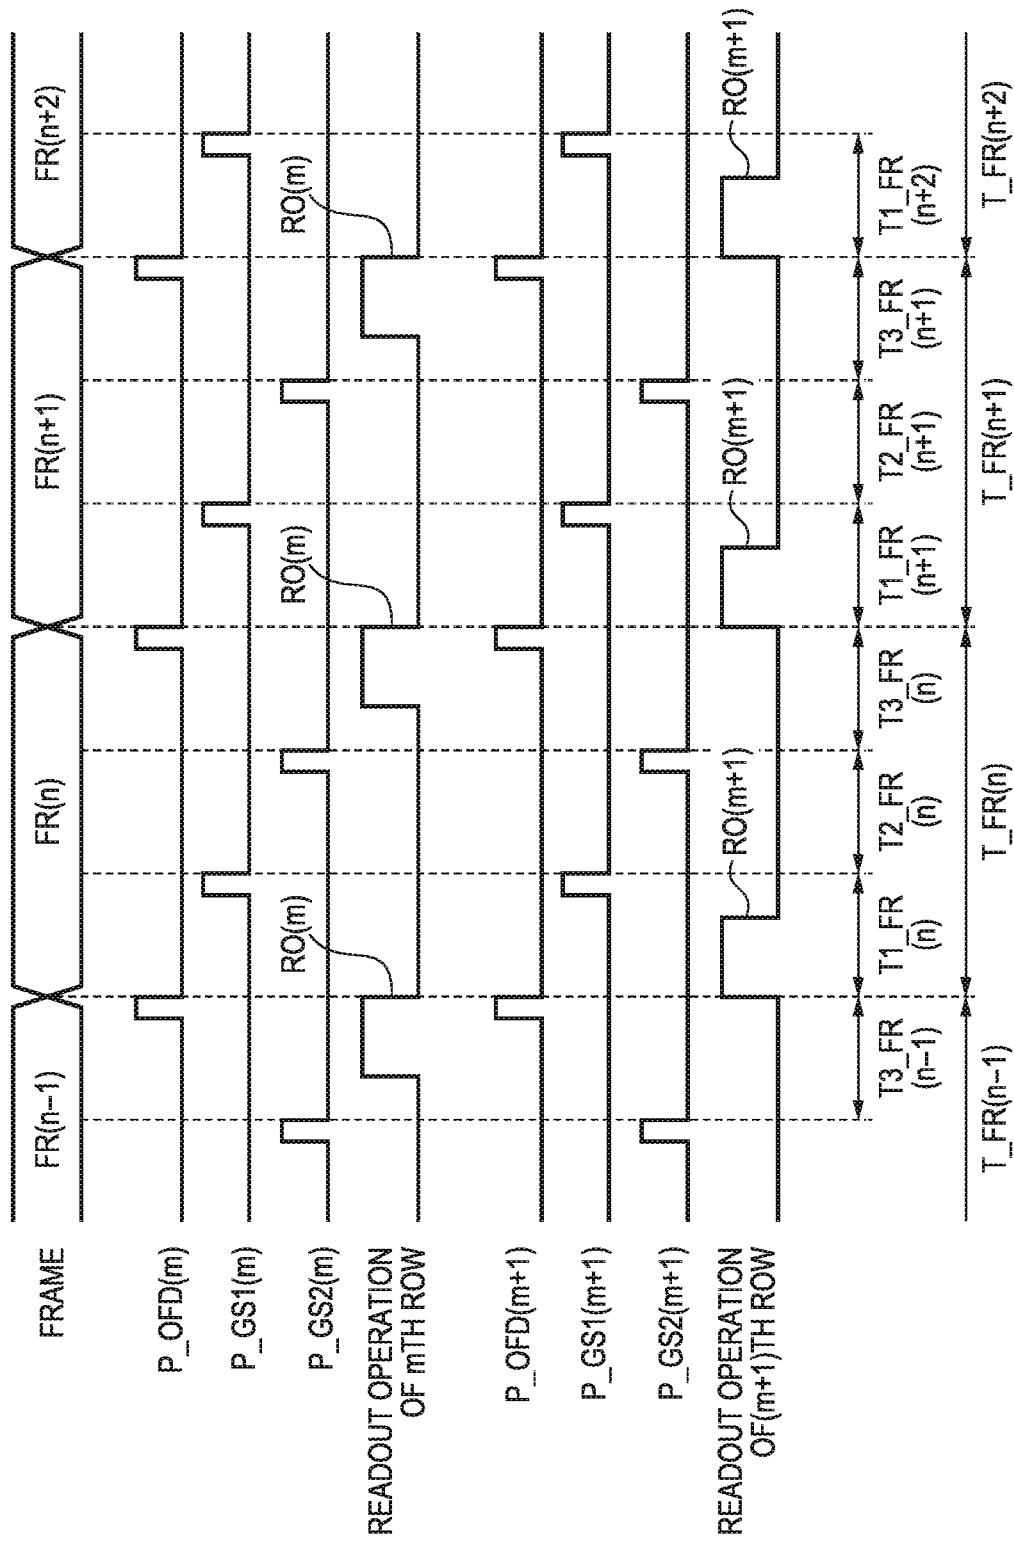 FRAME
FR(n−1)
FR(n)
FR(n+1)
FR(n+2)
P_OFD(m)
P_GS1(m)
P_GS2(m)
RO(m)
RO(m)
RO(m)
READOUT OPERATION
OF mTH ROW
P_OFD(m+1)
P_GS1(m+1)
P_GS2(m+1)
READOUT OPERATION
OF(m+1)TH ROW
RO(m+1)
RO(m+1)
RO(m+1)
T3_FR
(n−1)
T1_FR
(n)
T2_FR
(n)
T3_FR
(n)
T1_FR
(n+1)
T2_FR
(n+1)
T3_FR
(n+1)
T1_FR
(n+2)
T_FR(n−1)
T_FR(n)
T_FR(n+1)
T_FR(n+2)